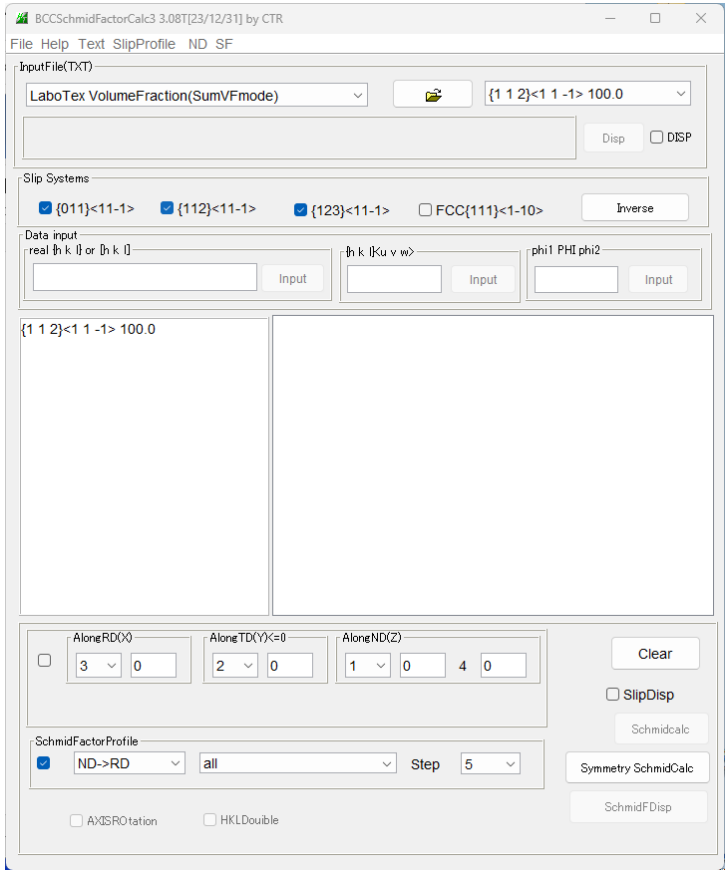 BCCSchmidFactorCalc3 3.08T[23/12/31] by CTR
File Help Text SlipProfile ND SF
InputFile(TXT)
LaboTex VolumeFraction(SumVFmode)
{1 1 2}<1 1 -1> 100.0
Disp
DISP
Slip Systems
{011}<11-1>
{112}<11-1>
{123}<11-1>
FCC{111}<1-10>
Inverse
Data input
real {h k l} or [h k l]
Input
{h k l}<u v w>
Input
phi1 PHI phi2
Input
{1 1 2}<1 1 -1> 100.0
AlongRD(X)
3
0
AlongTD(Y)<=0
2
0
AlongND(Z)
1
0
4
0
Clear
SlipDisp
Schmidcalc
SchmidFactorProfile
ND->RD
all
Step
5
Symmetry SchmidCalc
SchmidFDisp
AXISROtation
HKLDouible